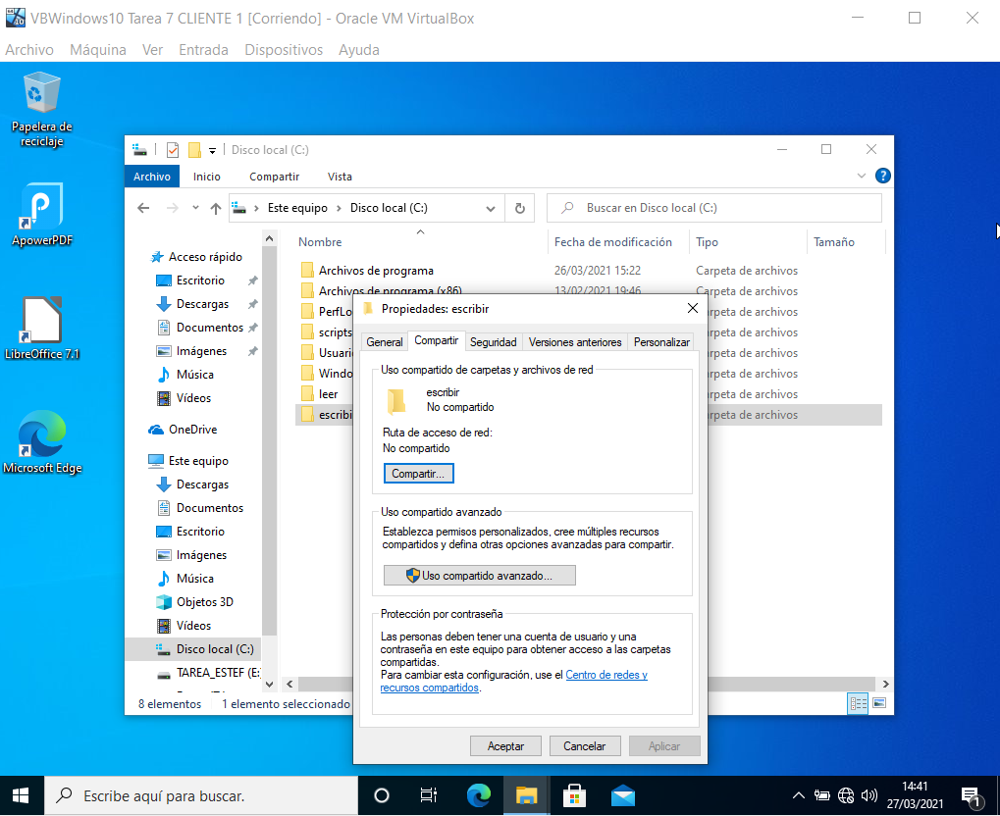 VBWindows10 Tarea 7 CLIENTE 1 [Corriendo] - Oracle VM VirtualBox
Archivo Máquina Ver Entrada Dispositivos Ayuda
Papelera de
reciclaje
ApowerPDF
LibreOffice 7.1
Microsoft Edge
Disco local (C:)
Archivo Inicio Compartir Vista
Este equipo Disco local (C:)
Buscar en Disco local (C:)
Acceso rápido
Escritorio
Descargas
Documentos
Imágenes
Música
Vídeos
OneDrive
Este equipo
Descargas
Documentos
Escritorio
Imágenes
Música
Objetos 3D
Vídeos
Disco local (C:)
TAREA_ESTEF (E:
Nombre Fecha de modificación Tipo Tamaño
Archivos de programa 26/03/2021 15:22 Carpeta de archivos
Archivos de programa (x86) 13/02/2021 19:46 Carpeta de archivos
PerfLo rpeta de archivos
scripts rpeta de archivos
Usuari rpeta de archivos
Windo rpeta de archivos
leer rpeta de archivos
escribi rpeta de archivos
8 elementos 1 elemento seleccionado
Propiedades: escribir
General Compartir Seguridad Versiones anteriores Personalizar
Uso compartido de carpetas y archivos de red
escribir
No compartido
Ruta de acceso de red:
No compartido
Compartir...
Uso compartido avanzado
Establezca permisos personalizados, cree múltiples recursos
compartidos y defina otras opciones avanzadas para compartir.
Uso compartido avanzado...
Protección por contraseña
Las personas deben tener una cuenta de usuario y una
contraseña en este equipo para obtener acceso a las carpetas
compartidas.
Para cambiar esta configuración, use el Centro de redes y
recursos compartidos.
Aceptar Cancelar Aplicar
Escribe aquí para buscar.
14:41
27/03/2021
1